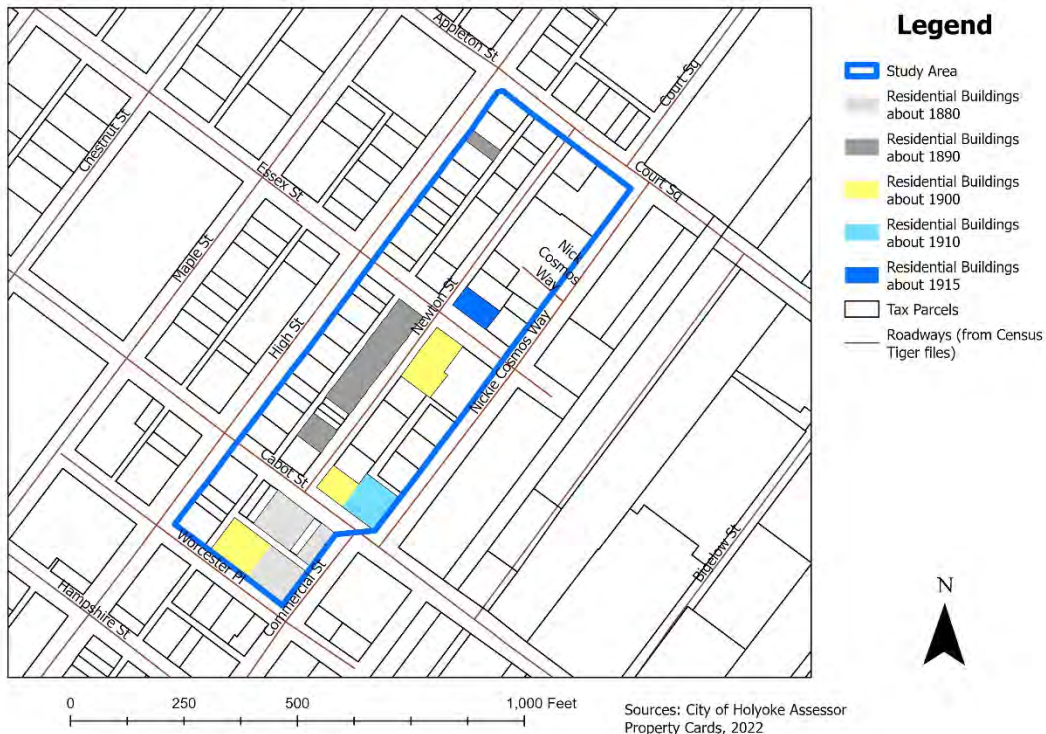 Appleton St
Court Sq
Chestnut St
Essex St
Court Sq
Maple St
Nick
Cosmos
Way
Newton St
High St
Nickie Cosmos Way
Cabot St
Bigelow St
Worcester Pl
Commercial St
Hampshire St
Legend
Study Area
Residential Buildings
about 1880
Residential Buildings
about 1890
Residential Buildings
about 1900
Residential Buildings
about 1910
Residential Buildings
about 1915
Tax Parcels
Roadways (from Census
Tiger files)
N
0 250 500 1,000 Feet
Sources: City of Holyoke Assessor
Property Cards, 2022